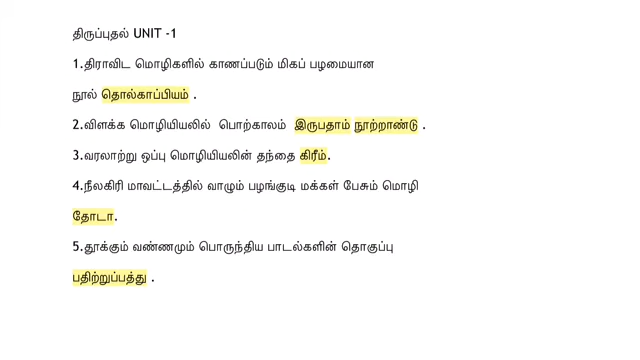 திருப்புதல் UNIT -1
1.திராவிட மொழிகளில் காணப்படும் மிகப் பழமையான
நூல் தொல்காப்பியம் .
2.விளக்க மொழியியலில் பொற்காலம் இருபதாம் நூற்றாண்டு .
3.வரலாற்று ஒப்பு மொழியியலின் தந்தை கிரீம்.
4.நீலகிரி மாவட்டத்தில் வாழும் பழங்குடி மக்கள் பேசும் மொழி
தோடா.
5.தூக்கும் வண்ணமும் பொருந்திய பாடல்களின் தொகுப்பு
பதிற்றுப்பத்து .